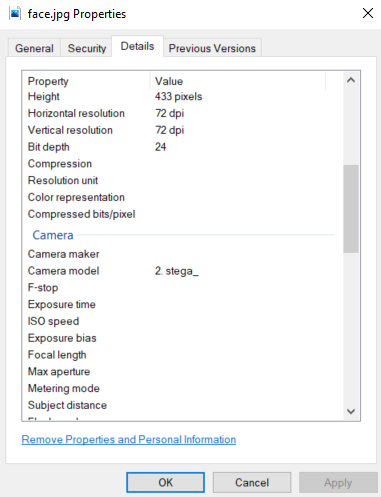 face.jpg Properties
General Security Details Previous Versions
Property Value
Height 433 pixels
Horizontal resolution 72 dpi
Vertical resolution 72 dpi
Bit depth 24
Compression
Resolution unit
Color representation
Compressed bits/pixel
Camera
Camera maker
Camera model 2. stega_
F-stop
Exposure time
ISO speed
Exposure bias
Focal length
Max aperture
Metering mode
Subject distance
Remove Properties and Personal Information
OK Cancel Apply